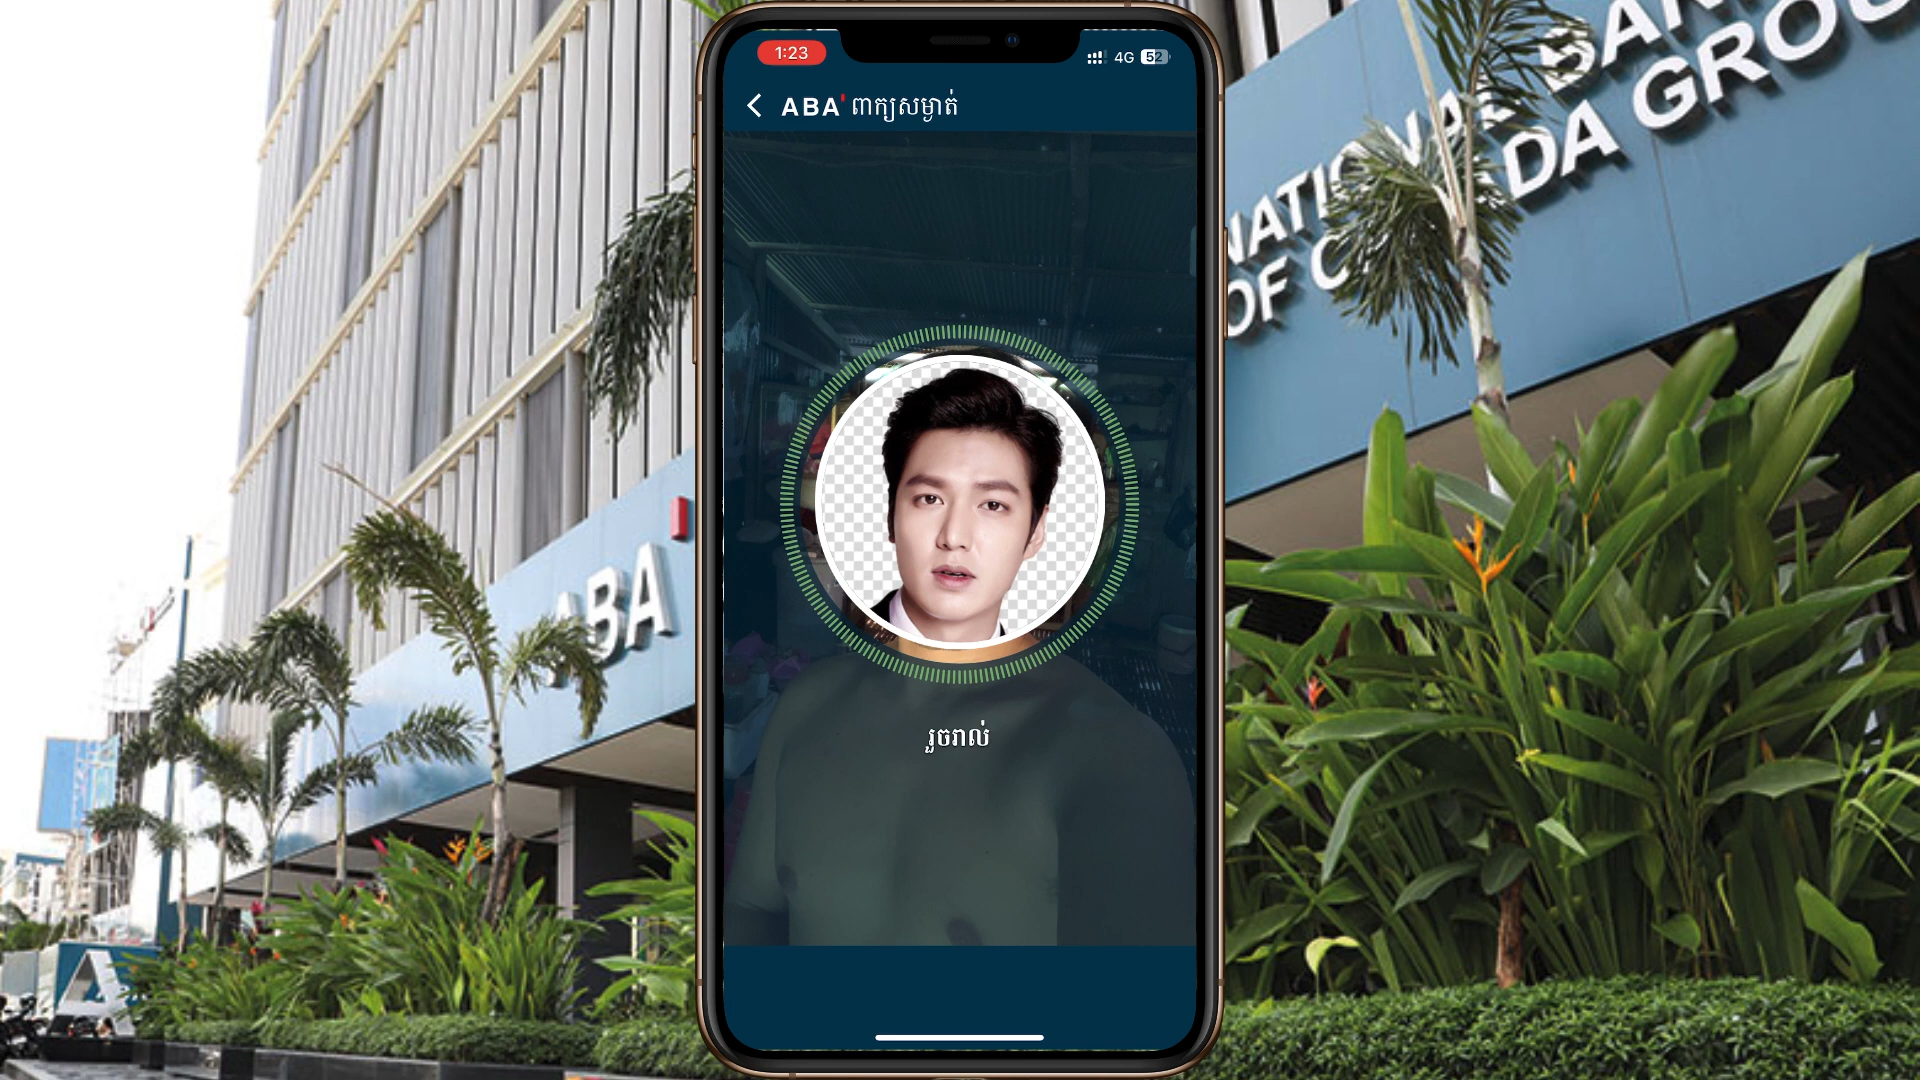 1:23
4G 52
ABA' ពាក្យសម្ងាត់
រួចរាល់
ABA
NATIONAL BANK
OF CANADA GROUP